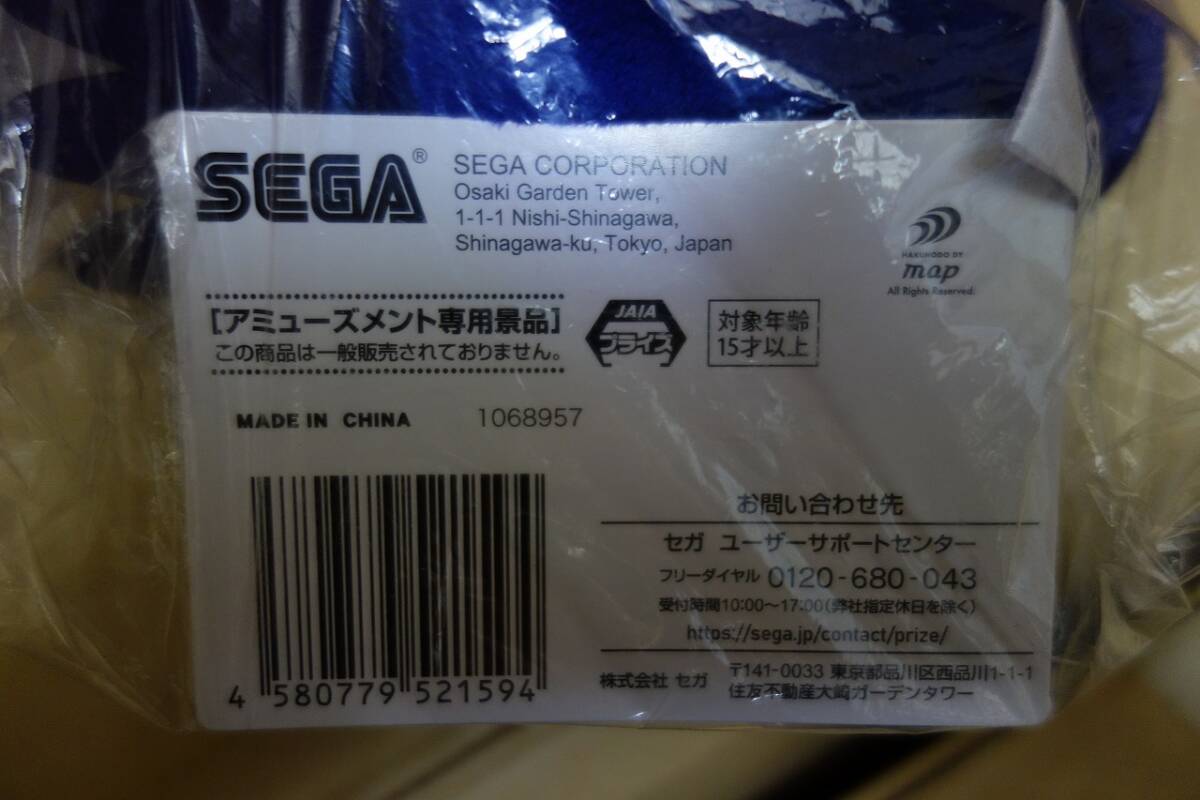 SEGA®
SEGA CORPORATION
Osaki Garden Tower,
1-1-1 Nishi-Shinagawa,
Shinagawa-ku, Tokyo, Japan
HAKUHODO DY
map
All Rights Reserved.
[アミューズメント専用景品]
この商品は一般販売されておりません。
JAIA
プライズ
対象年齢
15才以上
MADE IN CHINA 1068957
4 580779 521594
お問い合わせ先
セガ ユーザーサポートセンター
フリーダイヤル 0120-680-043
受付時間10:00〜17:00(弊社指定休日を除く)
https://sega.jp/contact/prize/
株式会社 セガ 〒141-0033 東京都品川区西品川1-1-1
住友不動産大崎ガーデンタワー